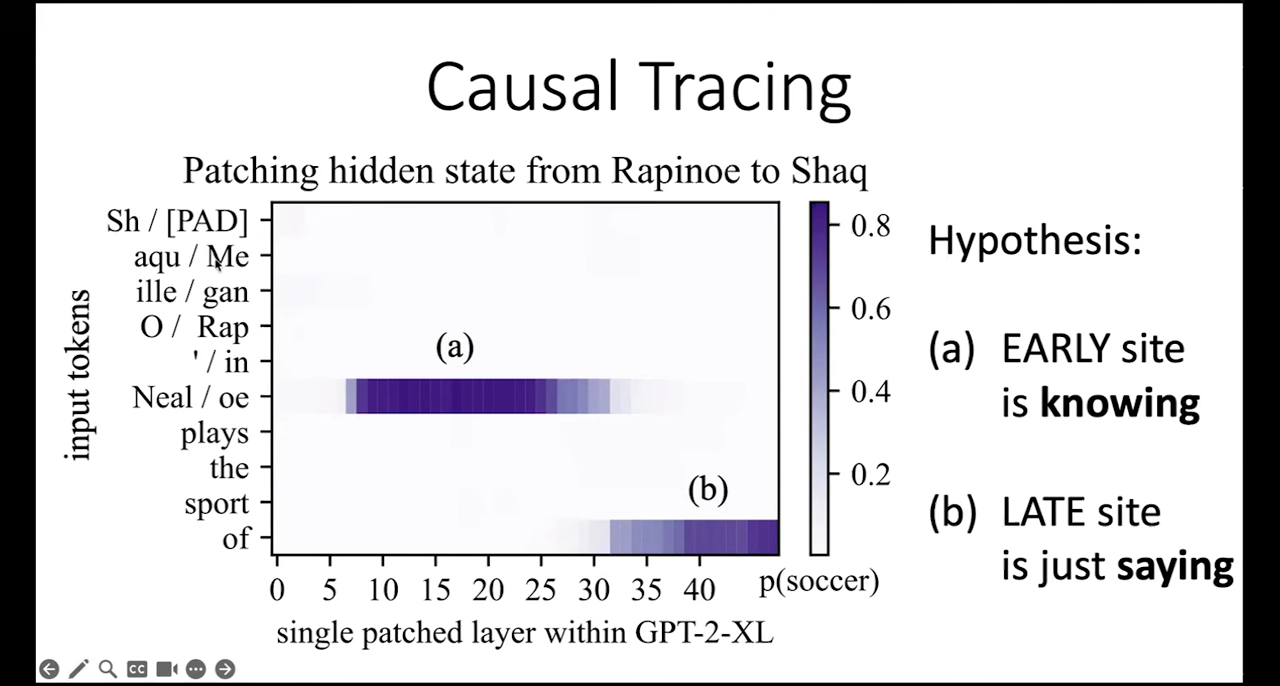 Causal Tracing
Patching hidden state from Rapinoe to Shaq
input tokens
Sh / [PAD]
aqu / Me
ille / gan
O /  Rap
' / in
Neal / oe
plays
the
sport
of
(a)
(b)
0 5 10 15 20 25 30 35 40
single patched layer within GPT-2-XL
0.8
0.6
0.4
0.2
p(soccer)
Hypothesis:
(a) EARLY site
is knowing
(b) LATE site
is just saying
CC